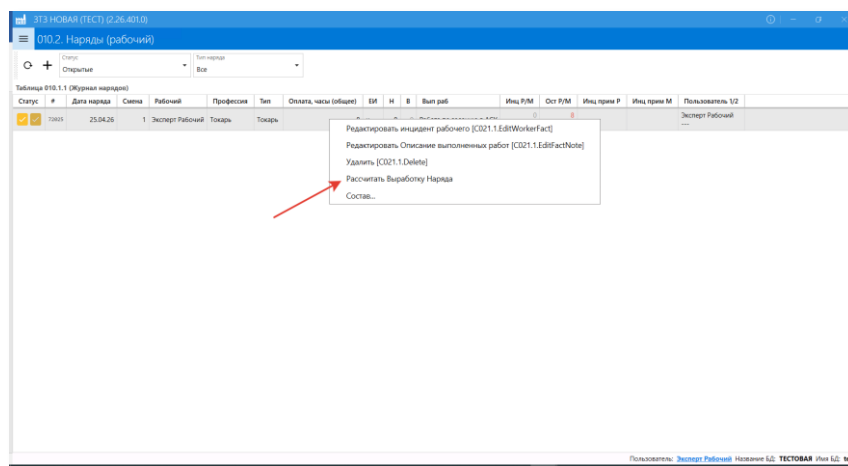 ЗТЗ НОВАЯ (ТЕСТ) (2.26.401.0)
010.2. Наряды (рабочий)
Статус
Открытые
Тип наряда
Все
Таблица 010.1.1 (Журнал нарядов)
Статус # Дата наряда Смена Рабочий Профессия Тип Оплата, часы (общее) ЕИ Н В Вып раб Инц Р/М Ост Р/М Инц прим Р Инц прим М Пользователь 1/2
72025 25.04.26 1 Эксперт Рабочий Токарь Токарь 0 0 Эксперт Рабочий
----
Редактировать инцидент рабочего [C021.1.EditWorkerFact]
Редактировать Описание выполненных работ [C021.1.EditFactNote]
Удалить [C021.1.Delete]
Рассчитать Выработку Наряда
Состав...
Пользователь: Эксперт Рабочий Название БД: ТЕСТОВАЯ Имя БД: